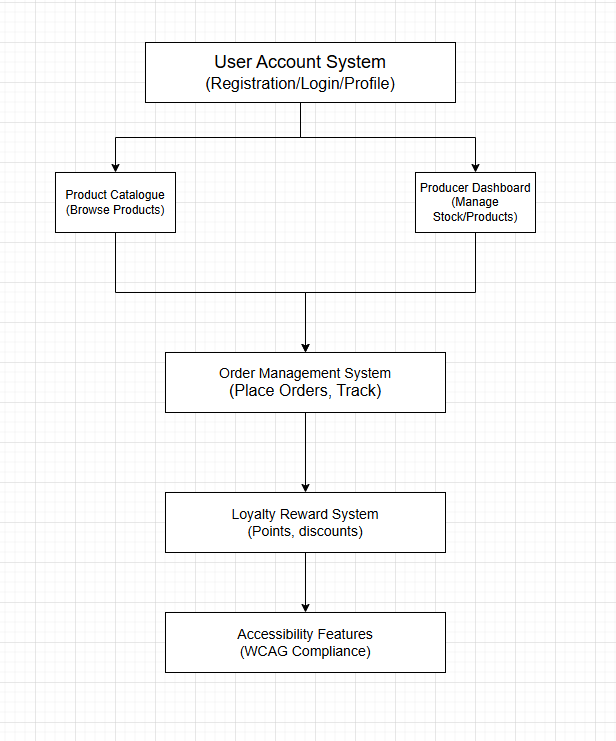 User Account System
(Registration/Login/Profile)
Product Catalogue
(Browse Products)
Producer Dashboard
(Manage
Stock/Products)
Order Management System
(Place Orders, Track)
Loyalty Reward System
(Points, discounts)
Accessibility Features
(WCAG Compliance)